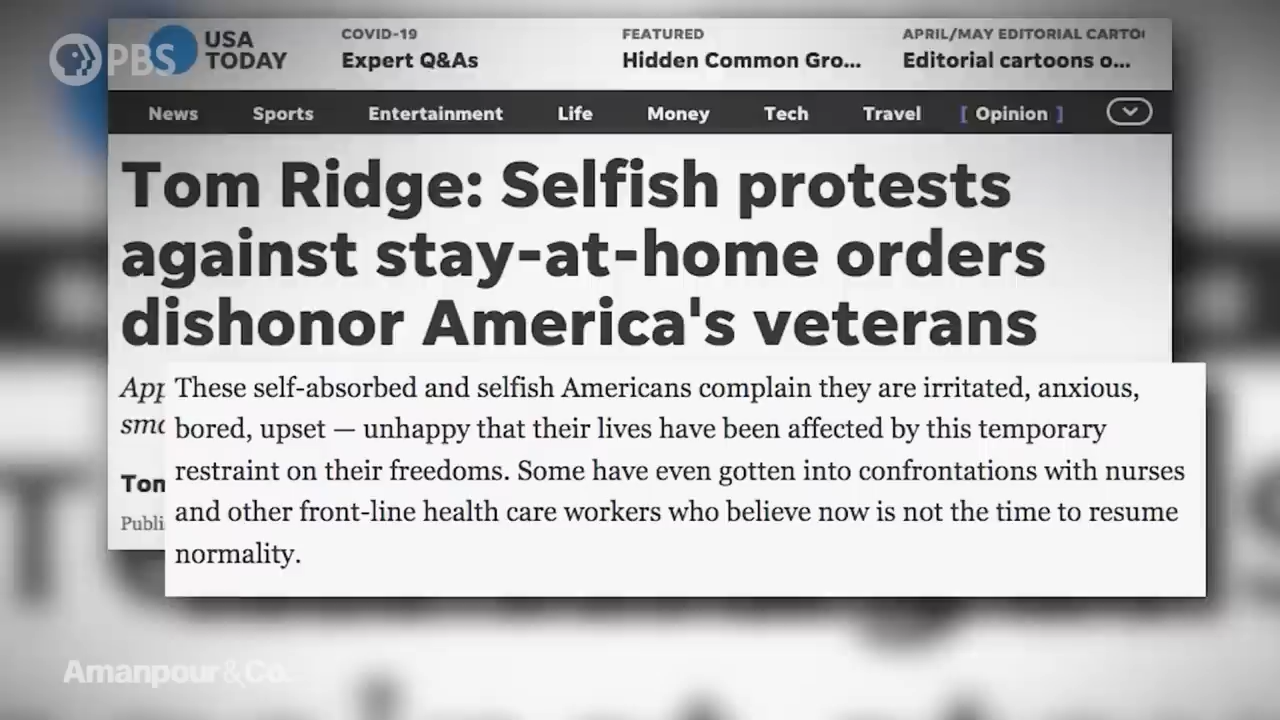 PBS
USA
TODAY
COVID-19
Expert Q&As
FEATURED
Hidden Common Gro...
APRIL/MAY EDITORIAL CARTO
Editorial cartoons o...
News Sports Entertainment Life Money Tech Travel [ Opinion ]
Tom Ridge: Selfish protests
against stay-at-home orders
dishonor America's veterans
These self-absorbed and selfish Americans complain they are irritated, anxious,
bored, upset — unhappy that their lives have been affected by this temporary
restraint on their freedoms. Some have even gotten into confrontations with nurses
and other front-line health care workers who believe now is not the time to resume
normality.
Amanpour&Co.